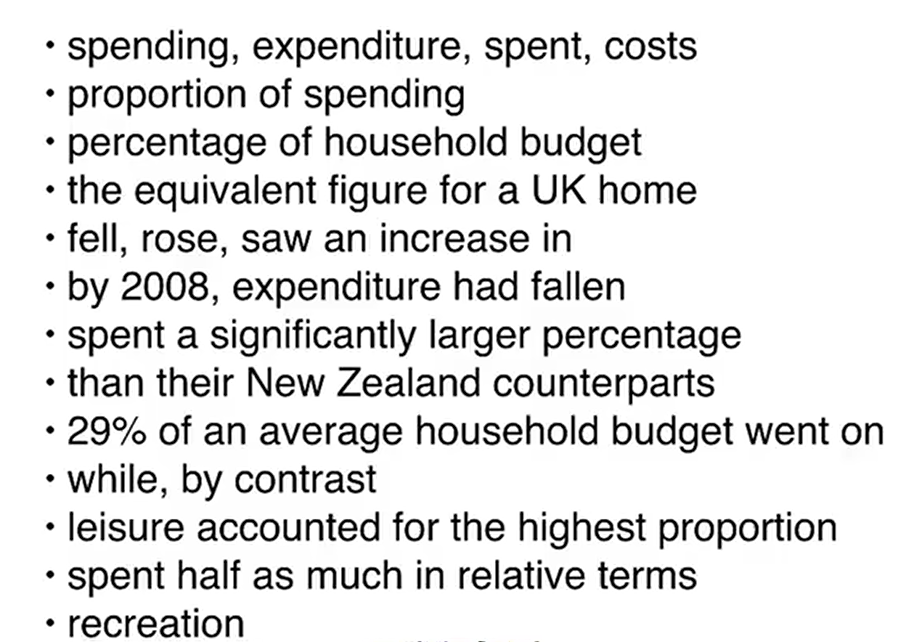 • spending, expenditure, spent, costs
• proportion of spending
• percentage of household budget
• the equivalent figure for a UK home
• fell, rose, saw an increase in
• by 2008, expenditure had fallen
• spent a significantly larger percentage
• than their New Zealand counterparts
• 29% of an average household budget went on
• while, by contrast
• leisure accounted for the highest proportion
• spent half as much in relative terms
• recreation